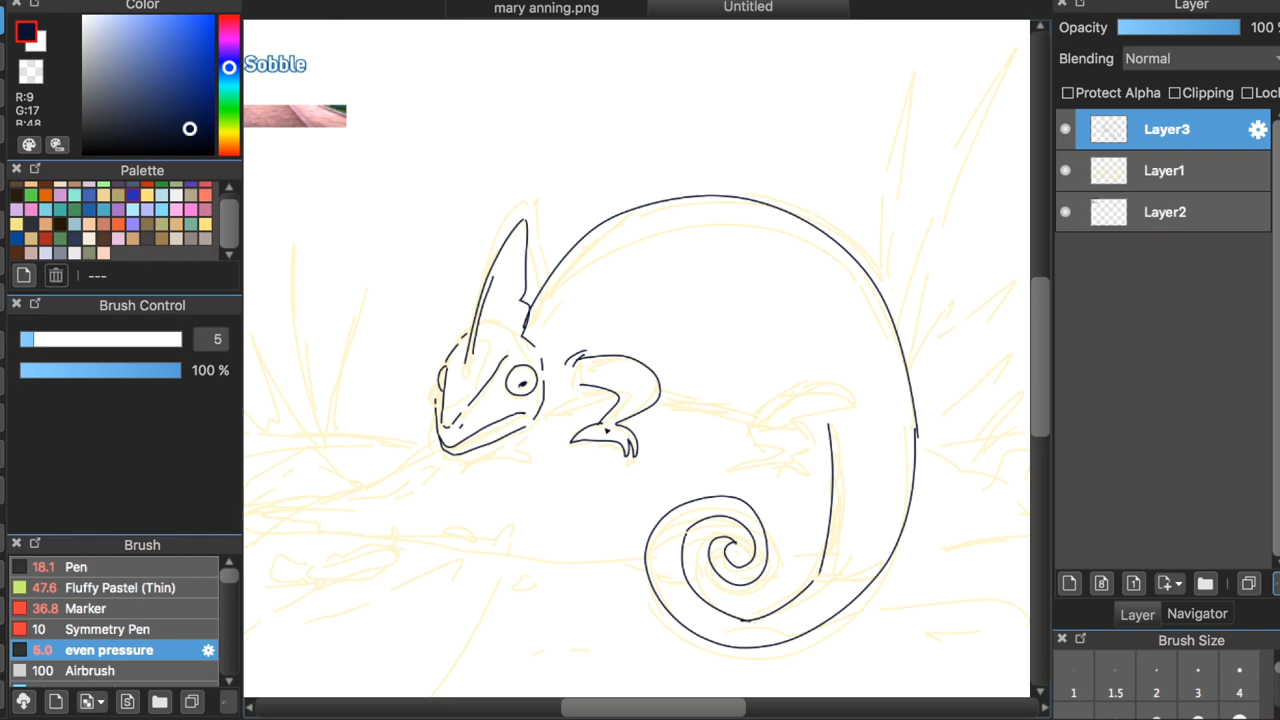 Color
mary anning.png
Untitled
Layer
Opacity
100 %
Blending
Normal
Protect Alpha
Clipping
Lock
Sobble
R:9
G:17
B:48
Layer3
Layer1
Layer2
Palette
---
Brush Control
5
100 %
Brush
18.1 Pen
47.6 Fluffy Pastel (Thin)
36.8 Marker
10 Symmetry Pen
5.0 even pressure
100 Airbrush
Layer
Navigator
Brush Size
1
1.5
2
3
4